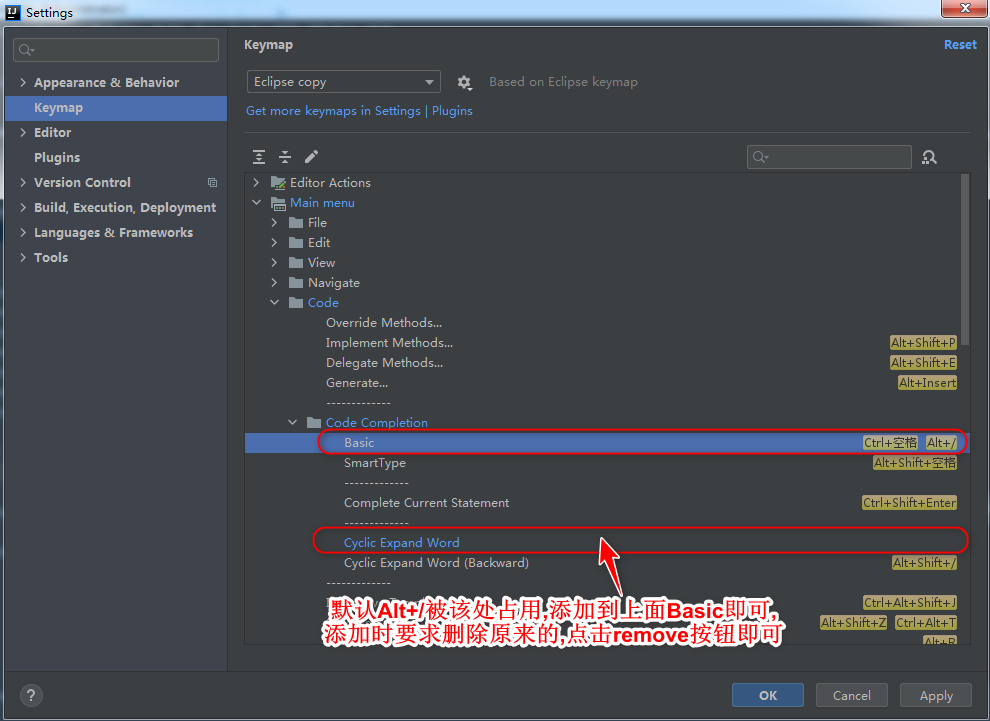 Settings
Keymap
Reset
Appearance & Behavior
Keymap
Editor
Plugins
Version Control
Build, Execution, Deployment
Languages & Frameworks
Tools
Eclipse copy
Based on Eclipse keymap
Get more keymaps in Settings | Plugins
Editor Actions
Main menu
File
Edit
View
Navigate
Code
Override Methods...
Implement Methods... Alt+Shift+P
Delegate Methods... Alt+Shift+E
Generate... Alt+Insert
-------------
Code Completion
Basic Ctrl+空格 Alt+/
SmartType Alt+Shift+空格
-------------
Complete Current Statement Ctrl+Shift+Enter
-------------
Cyclic Expand Word
Cyclic Expand Word (Backward) Alt+Shift+/
-------------
Ctrl+Alt+Shift+J
默认Alt+/被该处占用,添加到上面Basic即可,
Alt+Shift+Z Ctrl+Alt+T
添加时要求删除原来的,点击remove按钮即可
Alt+R
? OK Cancel Apply